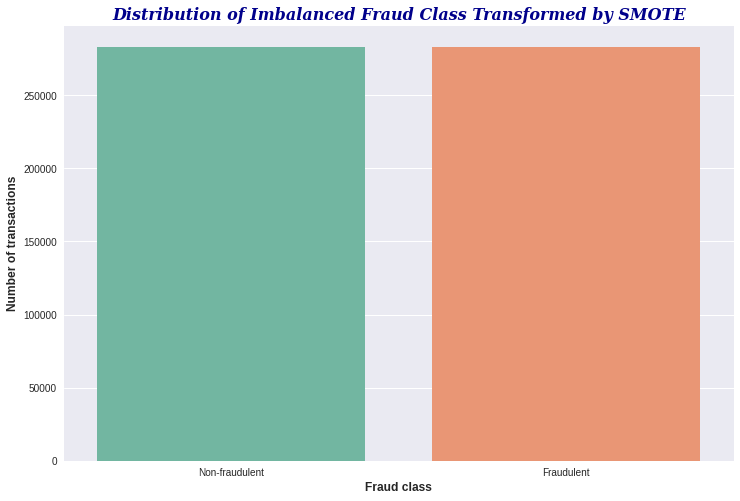 Distribution of Imbalanced Fraud Class Transformed by SMOTE
Number of transactions
250000
200000
150000
100000
50000
0
Non-fraudulent
Fraudulent
Fraud class